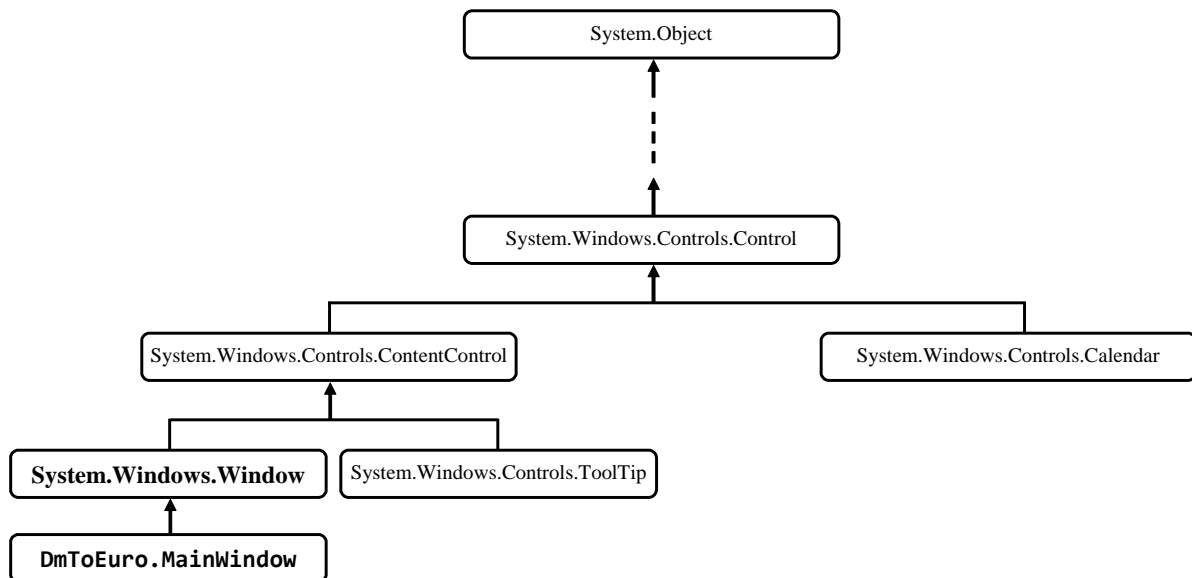 System.Object
System.Windows.Controls.Control
System.Windows.Controls.ContentControl
System.Windows.Controls.Calendar
System.Windows.Window
System.Windows.Controls.ToolTip
DmToEuro.MainWindow